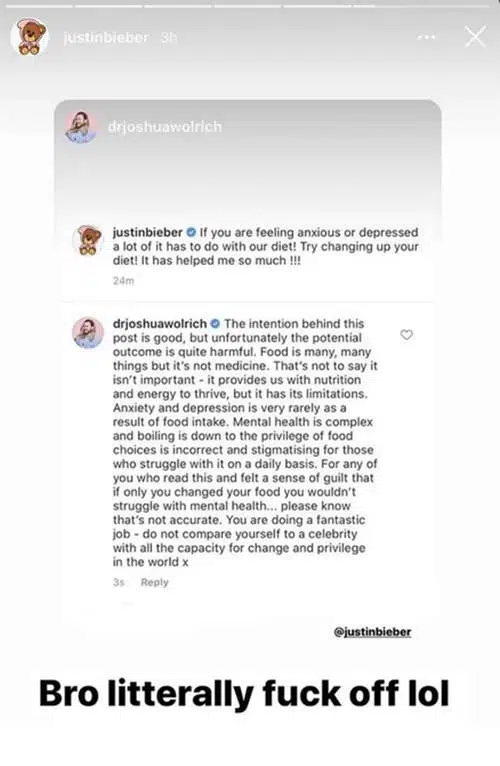 justinbieber 3h
drjoshuawolrich
justinbieber If you are feeling anxious or depressed
a lot of it has to do with our diet! Try changing up your
diet! It has helped me so much !!!
24m
drjoshuawolrich The intention behind this
post is good, but unfortunately the potential
outcome is quite harmful. Food is many, many
things but it's not medicine. That's not to say it
isn't important - it provides us with nutrition
and energy to thrive, but it has its limitations.
Anxiety and depression is very rarely as a
result of food intake. Mental health is complex
and boiling is down to the privilege of food
choices is incorrect and stigmatising for those
who struggle with it on a daily basis. For any of
you who read this and felt a sense of guilt that
if only you changed your food you wouldn't
struggle with mental health... please know
that's not accurate. You are doing a fantastic
job - do not compare yourself to a celebrity
with all the capacity for change and privilege
in the world x
3s Reply
@justinbieber
Bro litterally fuck off lol